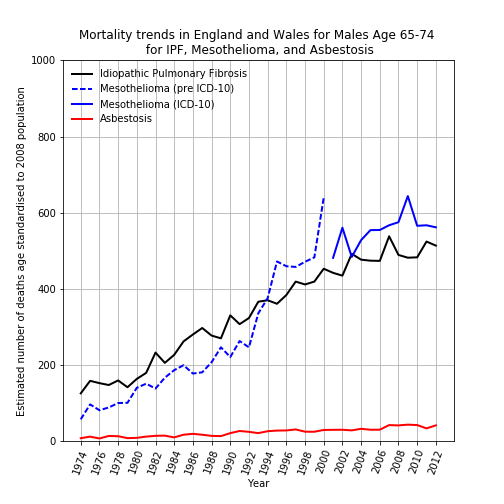 Mortality trends in England and Wales for Males Age 65-74
for IPF, Mesothelioma, and Asbestosis
Estimated number of deaths age standardised to 2008 population
1000
800
600
400
200
0
Idiopathic Pulmonary Fibrosis
Mesothelioma (pre ICD-10)
Mesothelioma (ICD-10)
Asbestosis
1974 1976 1978 1980 1982 1984 1986 1988 1990 1992 1994 1996 1998 2000 2002 2004 2006 2008 2010 2012
Year